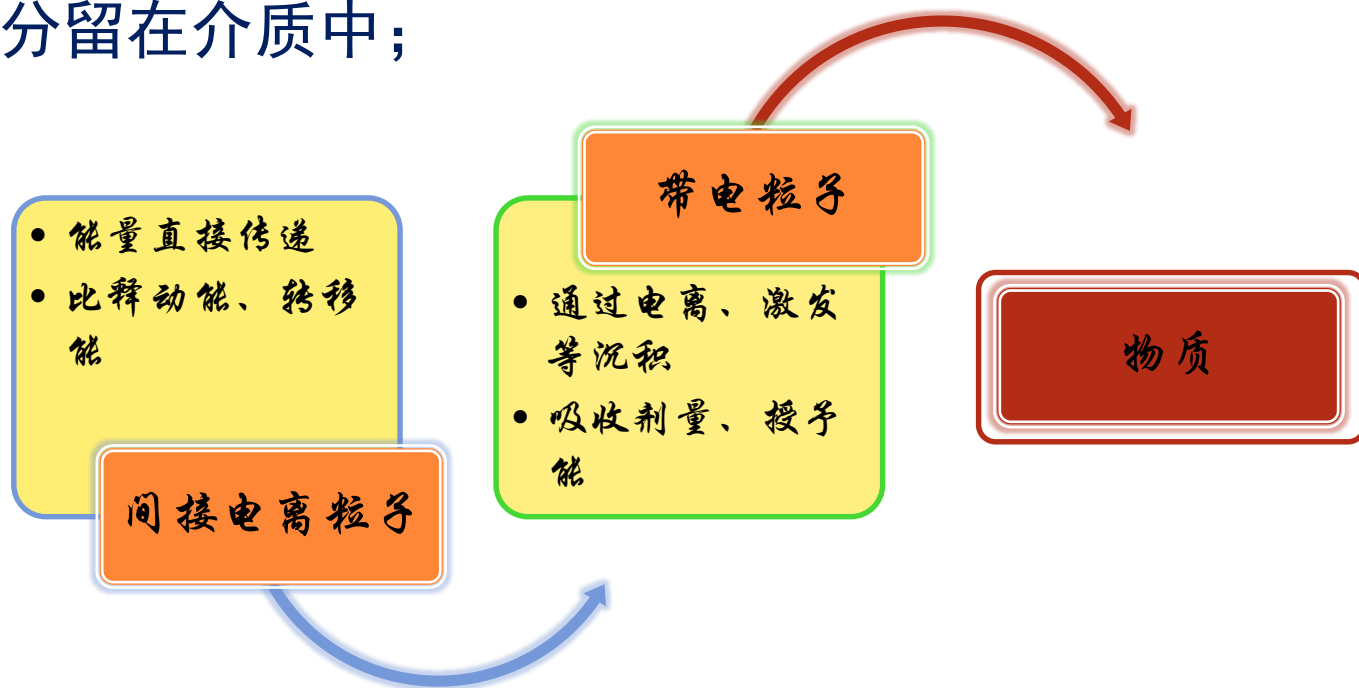 分留在介质中；
• 能量直接传递
• 比释动能、转移
能
间接电离粒子
带电粒子
• 通过电离、激发
等沉积
• 吸收剂量、授予
能
物质